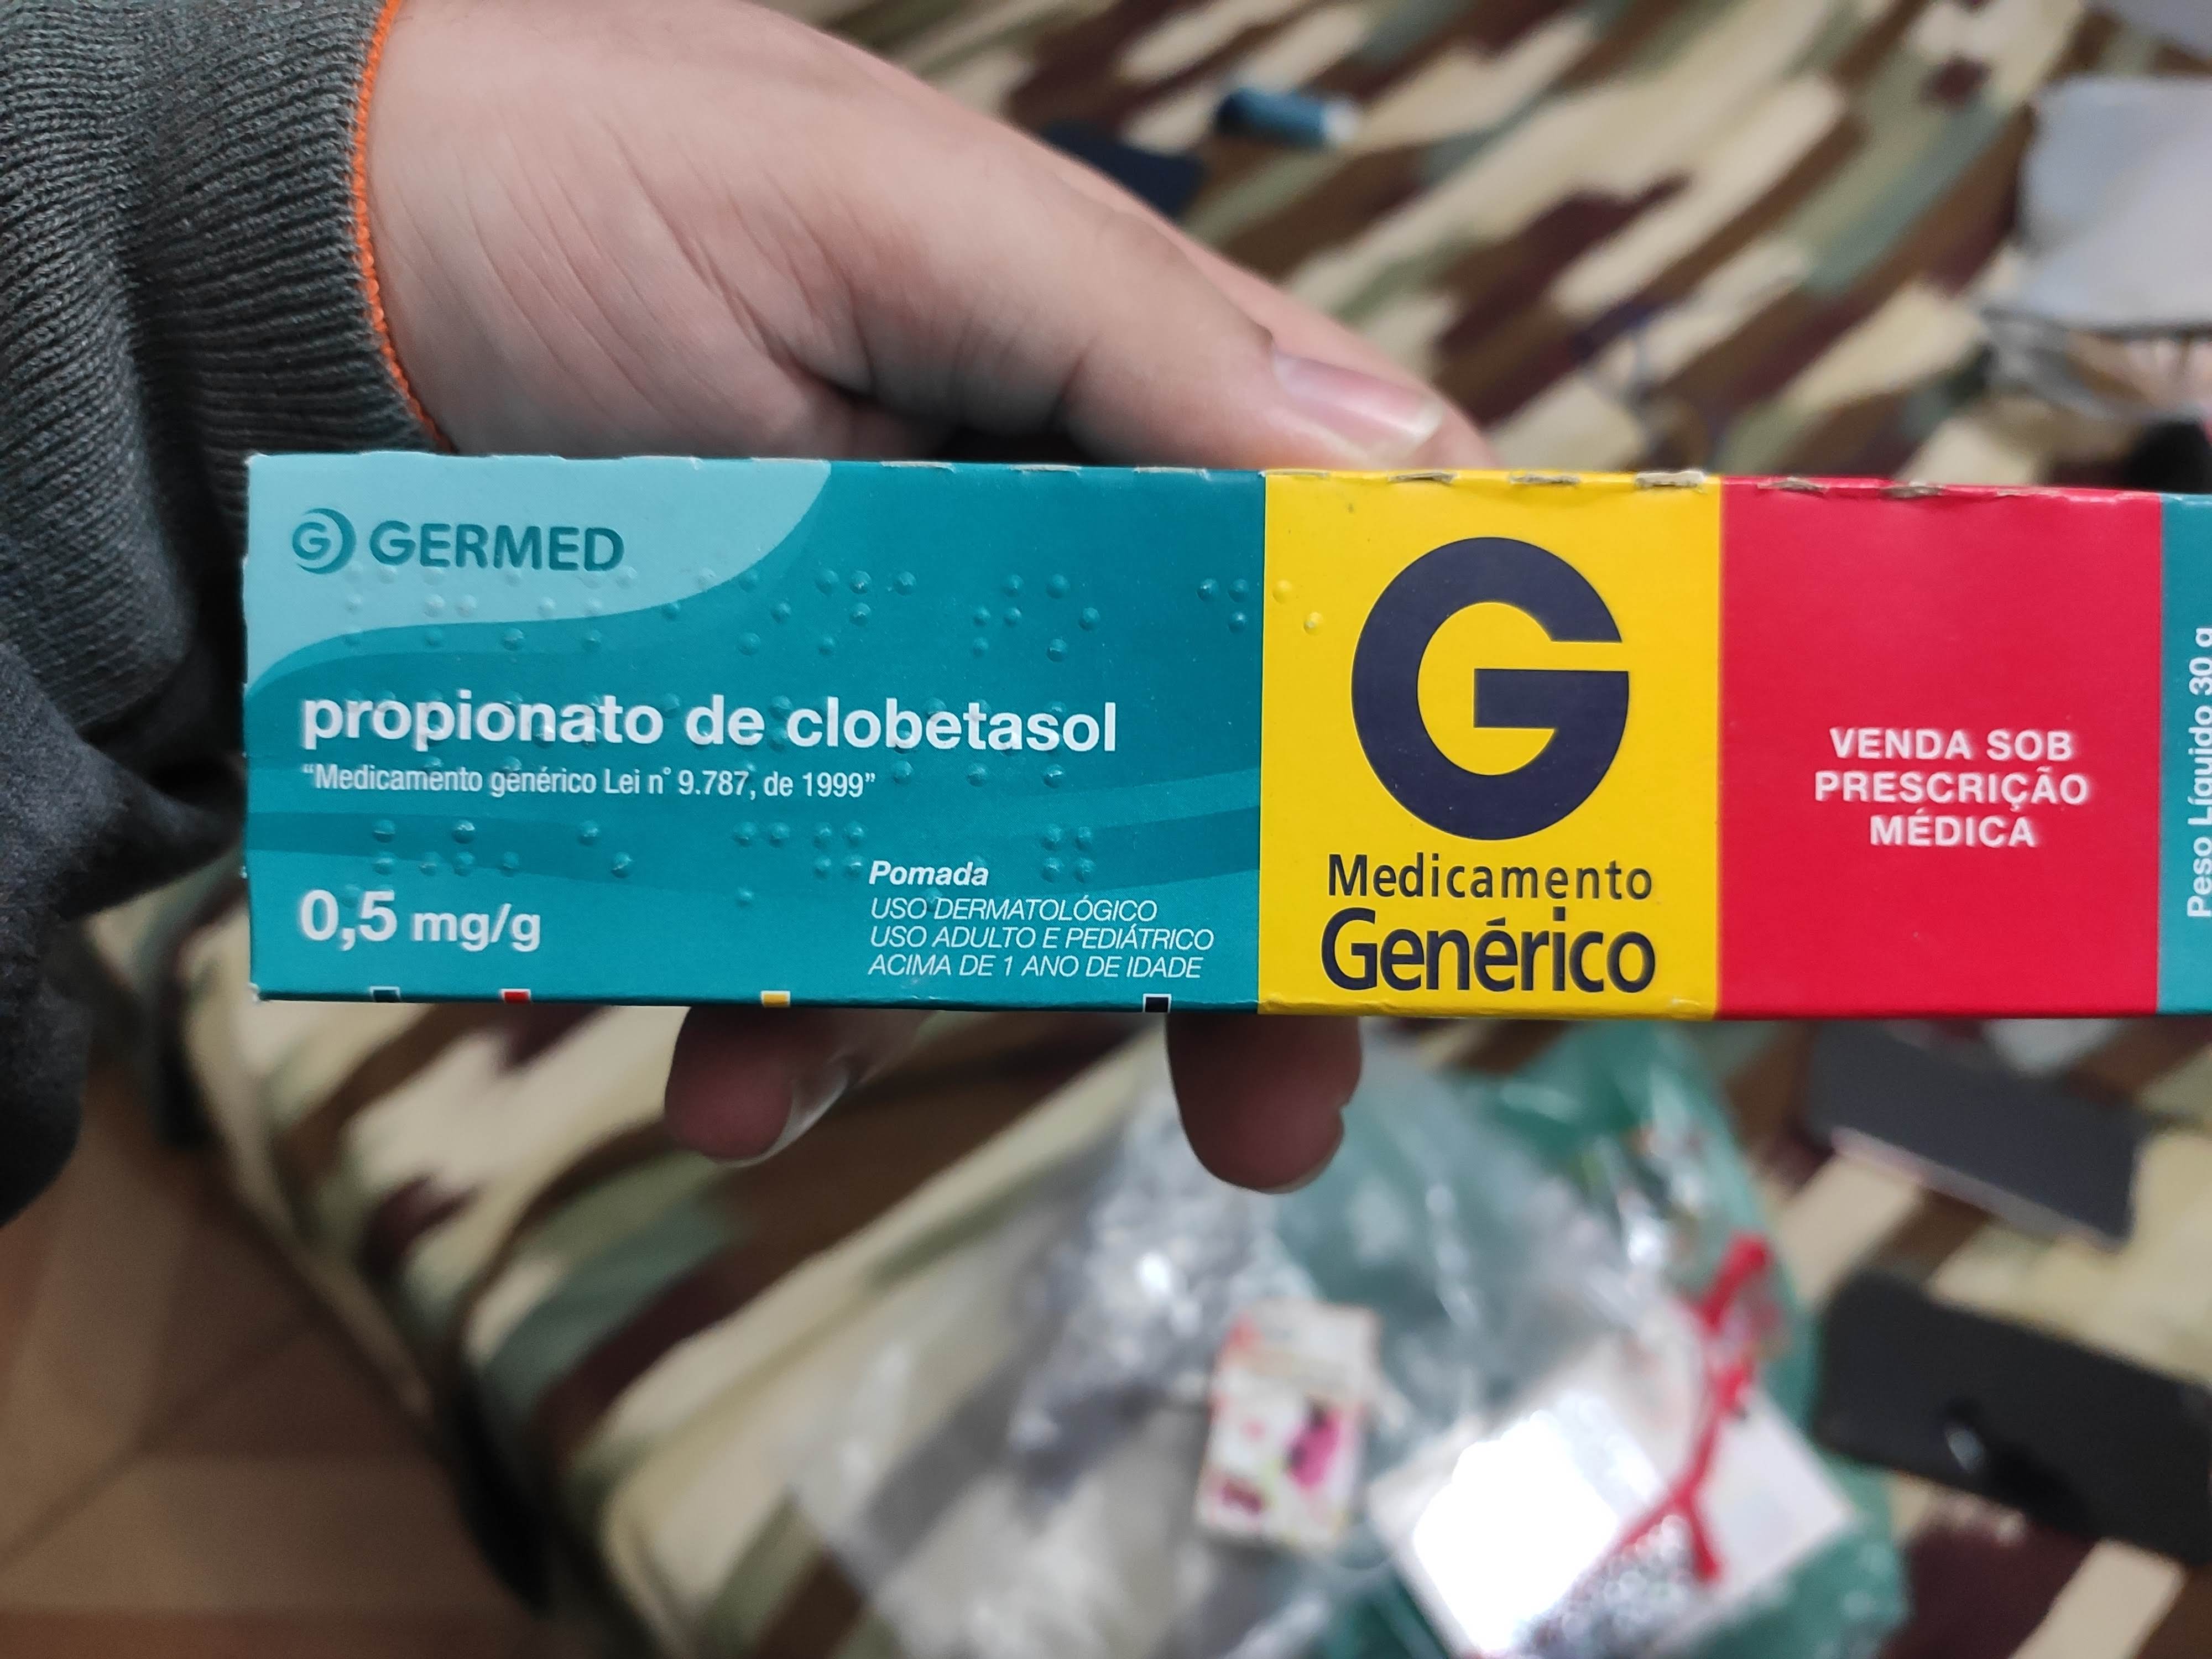 GERMED
propionato de clobetasol
“Medicamento genérico Lei n° 9.787, de 1999”
0,5 mg/g
Pomada
USO DERMATOLÓGICO
USO ADULTO E PEDIÁTRICO
ACIMA DE 1 ANO DE IDADE
G
Medicamento
Genérico
VENDA SOB
PRESCRIÇÃO
MÉDICA
Peso Líquido 30 g